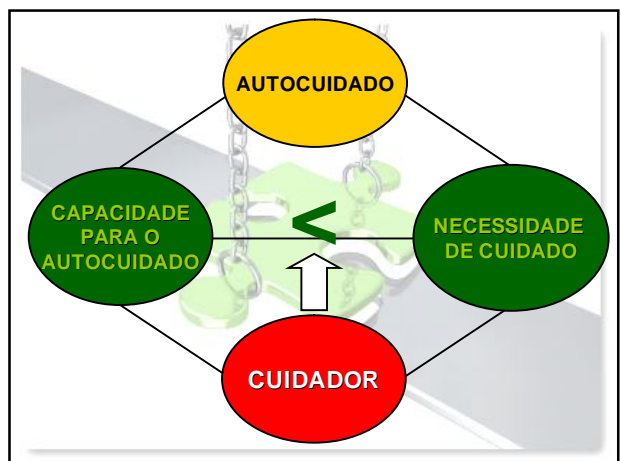 AUTOCUIDADO
CAPACIDADE
PARA O
AUTOCUIDADO
<
NECESSIDADE
DE CUIDADO
CUIDADOR